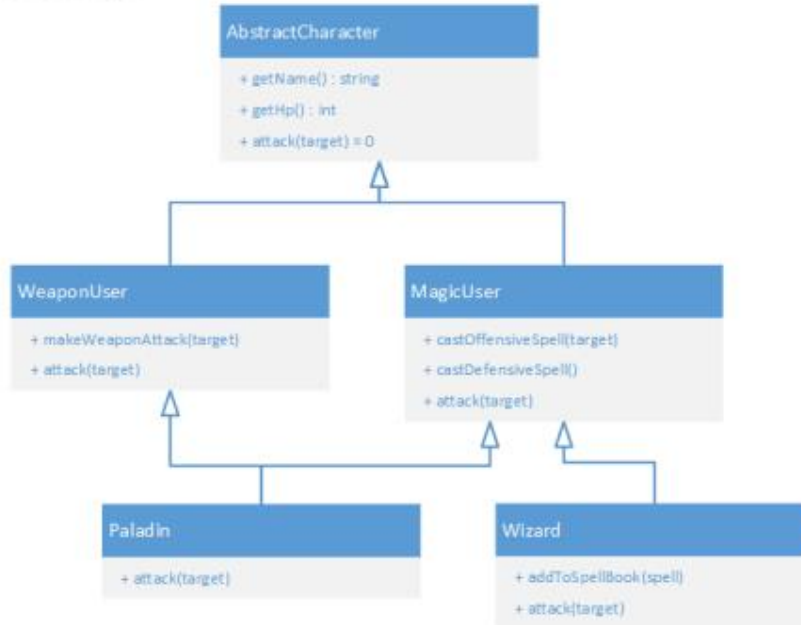 AbstractCharacter
+ getName() : string
+ getHp() : int
+ attack(target) = 0
WeaponUser
+ makeWeaponAttack(target)
+ attack(target)
MagicUser
+ castOffensiveSpell(target)
+ castDefensiveSpell()
+ attack(target)
Paladin
+ attack(target)
Wizard
+ addToSpellBook(spell)
+ attack(target)